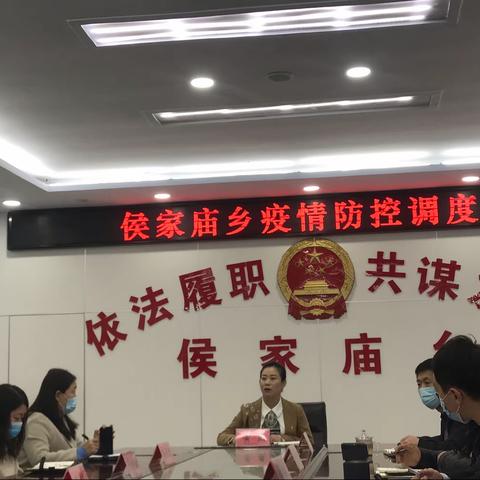 侯家庙乡疫情防控调度
依法履职 共谋
侯家庙乡